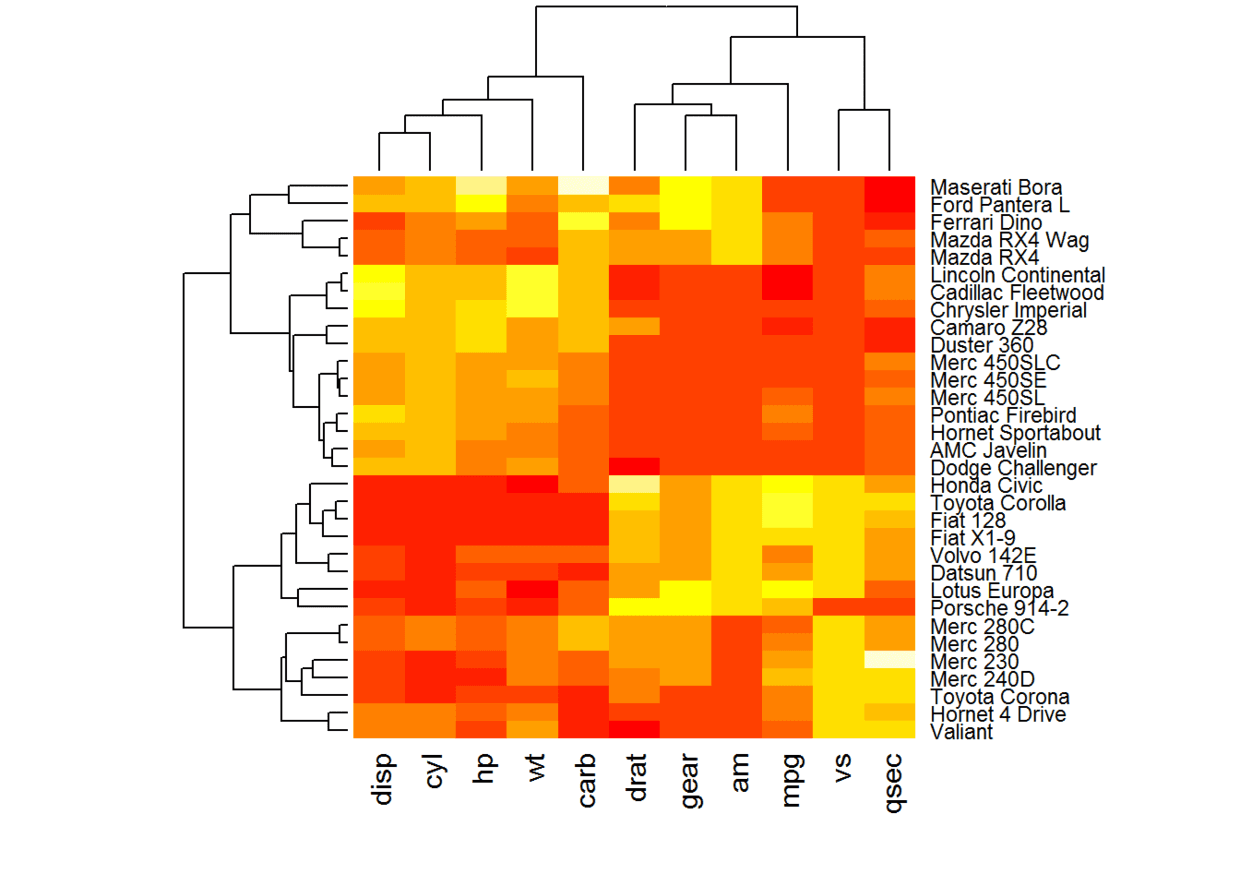 Maserati Bora
Ford Pantera L
Ferrari Dino
Mazda RX4 Wag
Mazda RX4
Lincoln Continental
Cadillac Fleetwood
Chrysler Imperial
Camaro Z28
Duster 360
Merc 450SLC
Merc 450SE
Merc 450SL
Pontiac Firebird
Hornet Sportabout
AMC Javelin
Dodge Challenger
Honda Civic
Toyota Corolla
Fiat 128
Fiat X1-9
Volvo 142E
Datsun 710
Lotus Europa
Porsche 914-2
Merc 280C
Merc 280
Merc 230
Merc 240D
Toyota Corona
Hornet 4 Drive
Valiant
disp
cyl
hp
wt
carb
drat
gear
am
mpg
vs
qsec